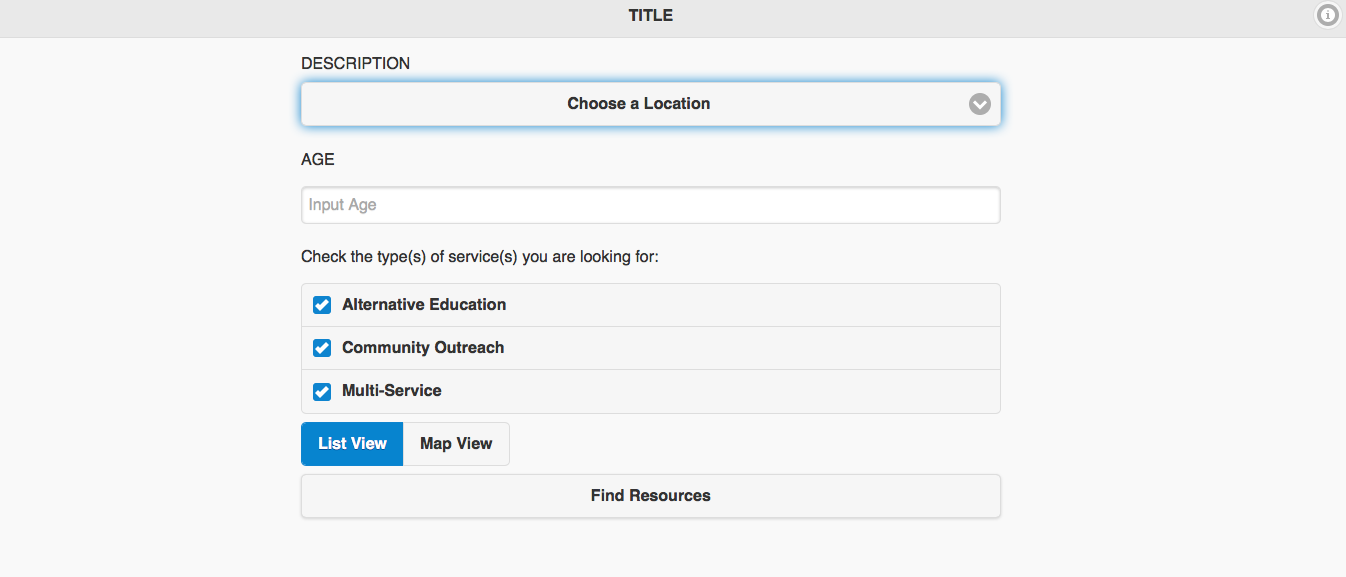 TITLE
DESCRIPTION
Choose a Location
AGE
Input Age
Check the type(s) of service(s) you are looking for:
Alternative Education
Community Outreach
Multi-Service
List View Map View
Find Resources